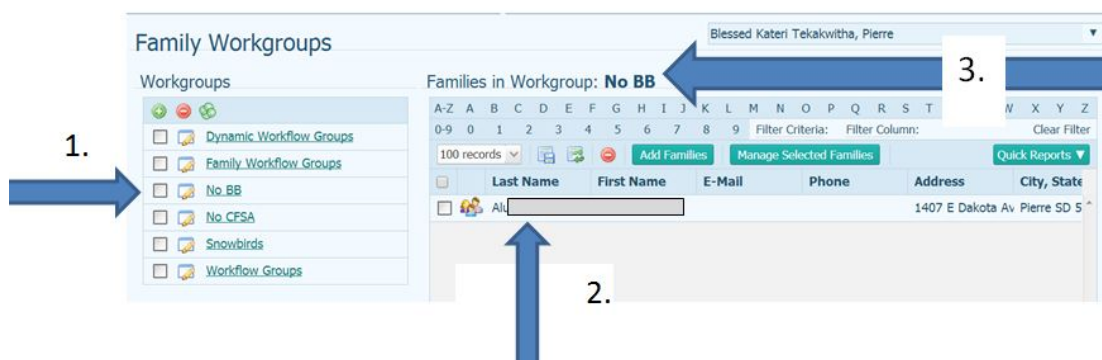 Family Workgroups
Blessed Kateri Tekakwitha, Pierre
Workgroups
Families in Workgroup: No BB
3.
A-Z A B C D E F G H I J K L M N O P Q R S T W X Y Z
0-9 0 1 2 3 4 5 6 7 8 9 Filter Criteria: Filter Column: Clear Filter
1.
Dynamic Workflow Groups
Family Workflow Groups
No BB
No CFSA
Snowbirds
Workflow Groups
100 records Add Families Manage Selected Families Quick Reports ▼
Last Name First Name E-Mail Phone Address City, State
1407 E Dakota Av Pierre SD 5
2.